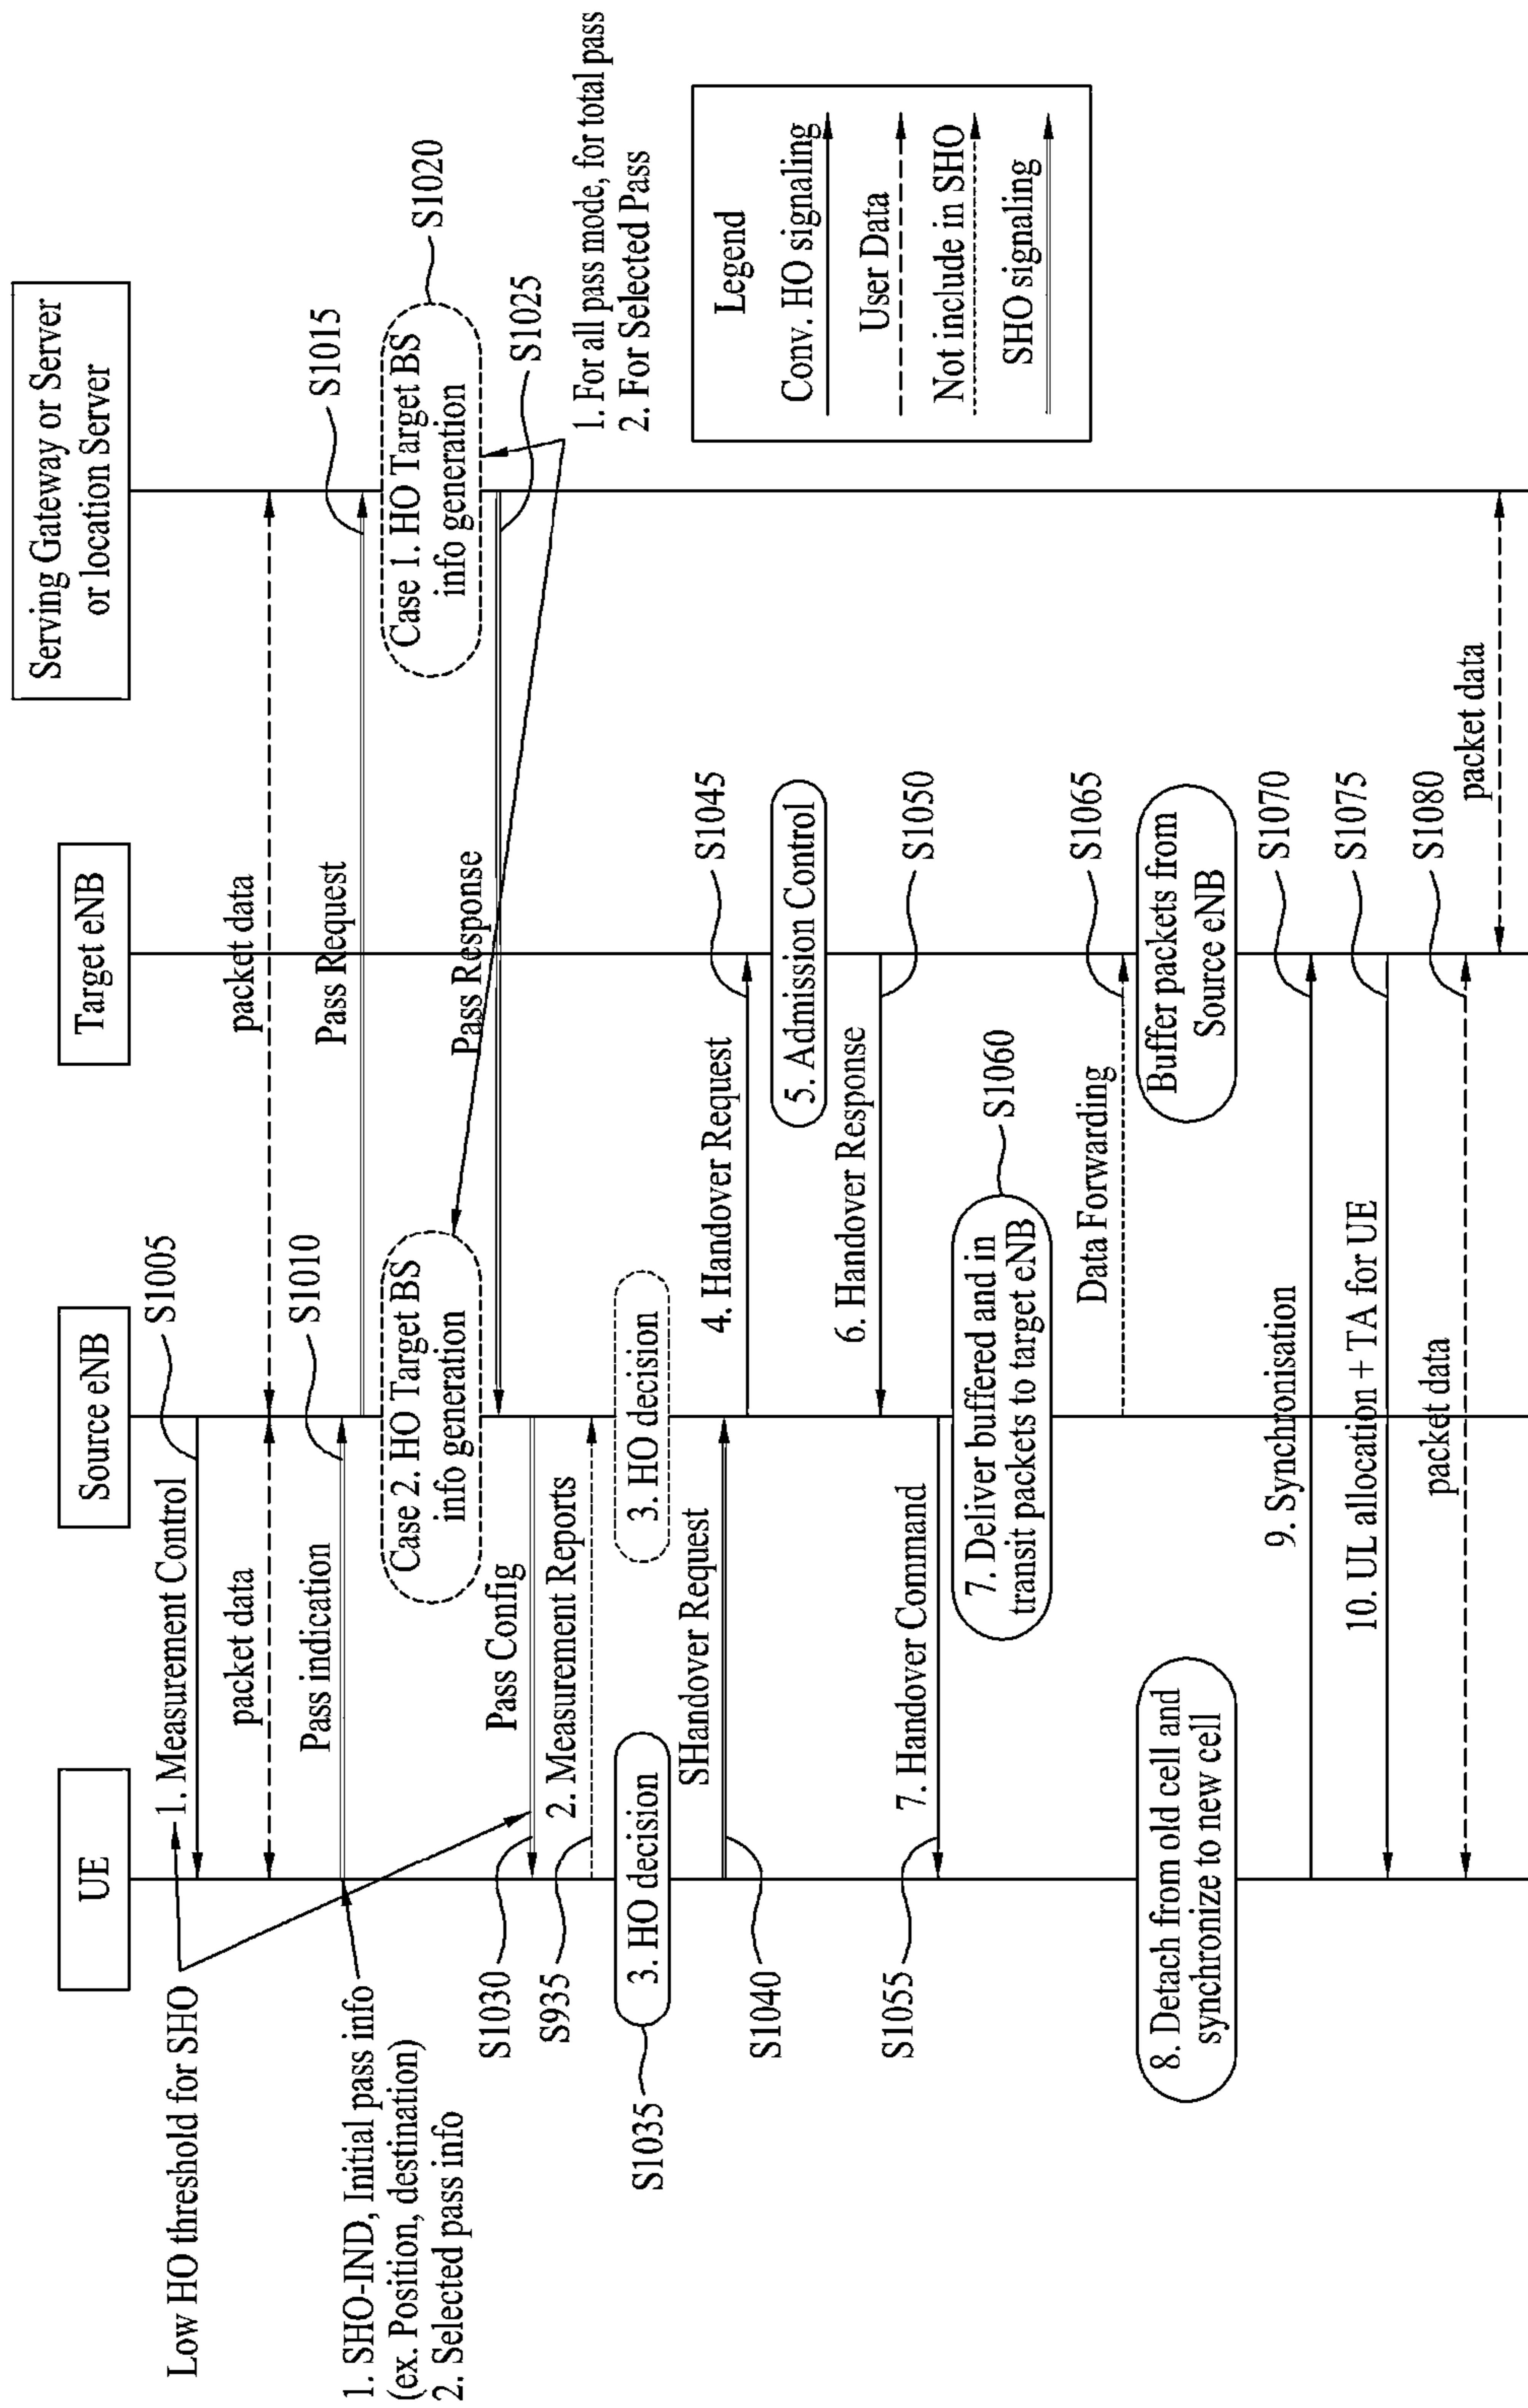 UE
Source eNB
Target eNB
Serving Gateway or Server
or location Server
Low HO threshold for SHO
1. Measurement Control
S1005
packet data
packet data
1. SHO-IND, Initial pass info
(ex. Position, destination)
2. Selected pass info
Pass indication
S1010
Pass Request
S1015
Case 2. HO Target BS
info generation
Case 1. HO Target BS
info generation
S1020
Pass Response
S1025
1. For all pass mode, for total pass
2. For Selected Pass
S1030
Pass Config
S935
2. Measurement Reports
S1035
3. HO decision
3. HO decision
S1040
SHandover Request
4. Handover Request
S1045
5. Admission Control
6. Handover Response
S1050
S1055
7. Handover Command
7. Deliver buffered and in
transit packets to target eNB
S1060
Data Forwarding
S1065
8. Detach from old cell and
synchronize to new cell
Buffer packets from
Source eNB
9. Synchronisation
S1070
10. UL allocation + TA for UE
S1075
packet data
S1080
packet data
Legend
Conv. HO signaling
User Data
Not include in SHO
SHO signaling